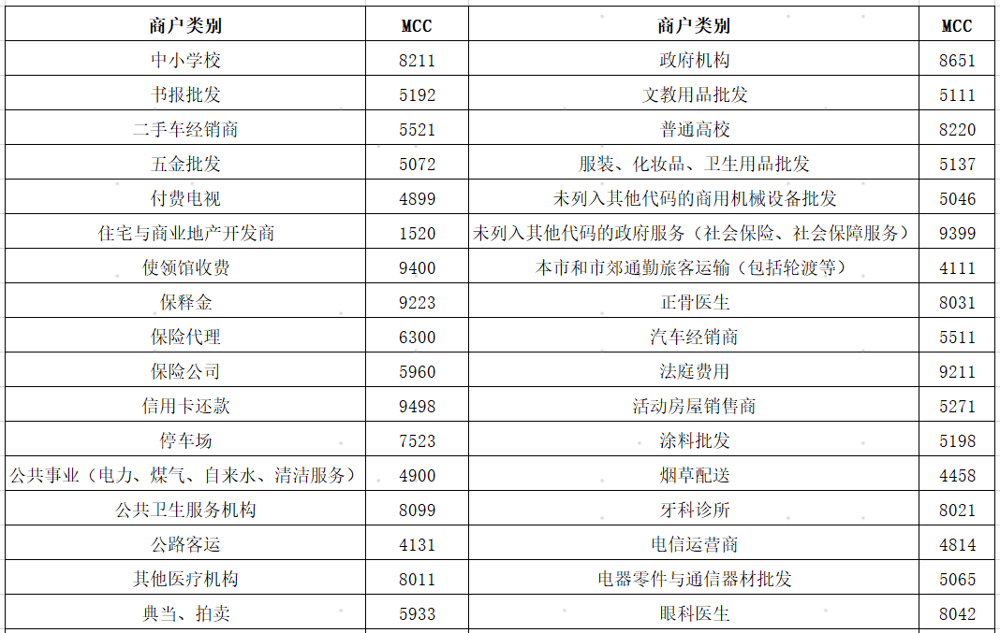 商户类别 MCC 商户类别 MCC
中小学校 8211 政府机构 8651
书报批发 5192 文教用品批发 5111
二手车经销商 5521 普通高校 8220
五金批发 5072 服装、化妆品、卫生用品批发 5137
付费电视 4899 未列入其他代码的商用机械设备批发 5046
住宅与商业地产开发商 1520 未列入其他代码的政府服务（社会保险、社会保障服务） 9399
使领馆收费 9400 本市和市郊通勤旅客运输（包括轮渡等） 4111
保释金 9223 正骨医生 8031
保险代理 6300 汽车经销商 5511
保险公司 5960 法庭费用 9211
信用卡还款 9498 活动房屋销售商 5271
停车场 7523 涂料批发 5198
公共事业（电力、煤气、自来水、清洁服务） 4900 烟草配送 4458
公共卫生服务机构 8099 牙科诊所 8021
公路客运 4131 电信运营商 4814
其他医疗机构 8011 电器零件与通信器材批发 5065
典当、拍卖 5933 眼科医生 8042